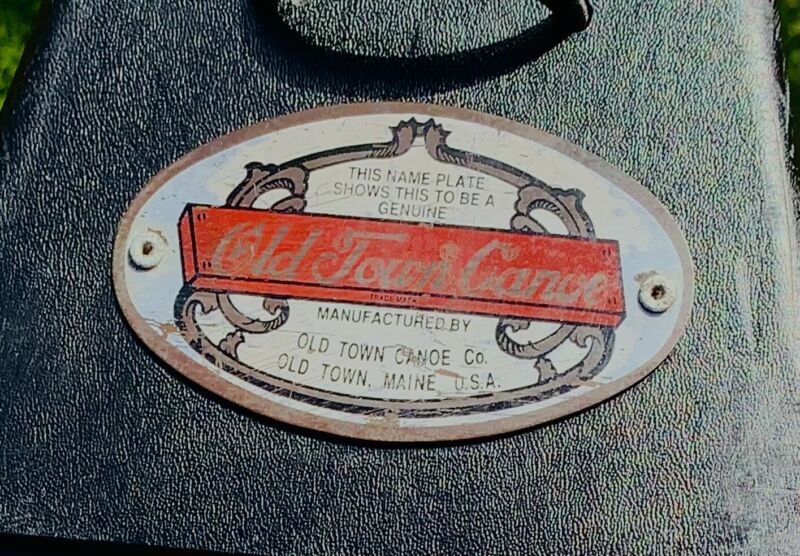 THIS NAME PLATE
SHOWS THIS TO BE A
GENUINE
Old Town Canoe
TRADE MARK
MANUFACTURED BY
OLD TOWN CANOE Co.
OLD TOWN, MAINE U.S.A.